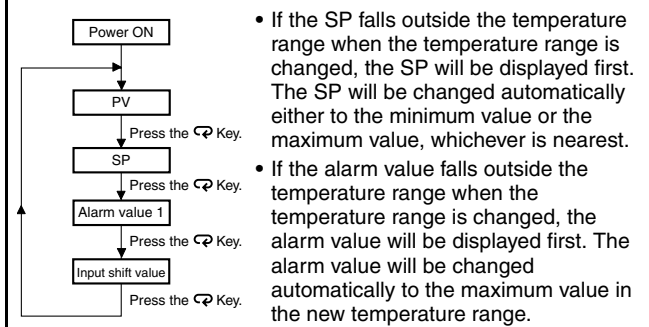 Power ON
PV
Press the Key.
SP
Press the Key.
Alarm value 1
Press the Key.
Input shift value
Press the Key.
• If the SP falls outside the temperature
range when the temperature range is
changed, the SP will be displayed first.
The SP will be changed automatically
either to the minimum value or the
maximum value, whichever is nearest.
• If the alarm value falls outside the
temperature range when the
temperature range is changed, the
alarm value will be displayed first. The
alarm value will be changed
automatically to the maximum value in
the new temperature range.